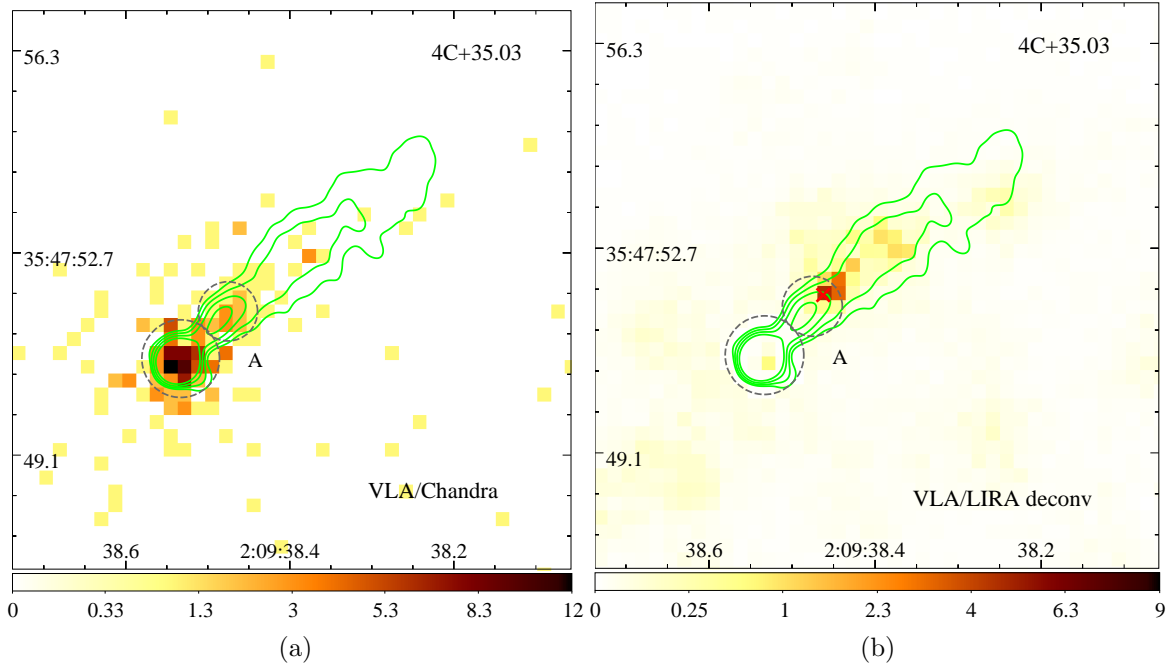 4C+35.03
56.3
35:47:52.7
A
49.1
VLA/Chandra
38.6 2:09:38.4 38.2
0 0.33 1.3 3 5.3 8.3 12
(a)
4C+35.03
56.3
35:47:52.7
A
49.1
VLA/LIRA deconv
38.6 2:09:38.4 38.2
0 0.25 1 2.3 4 6.3 9
(b)